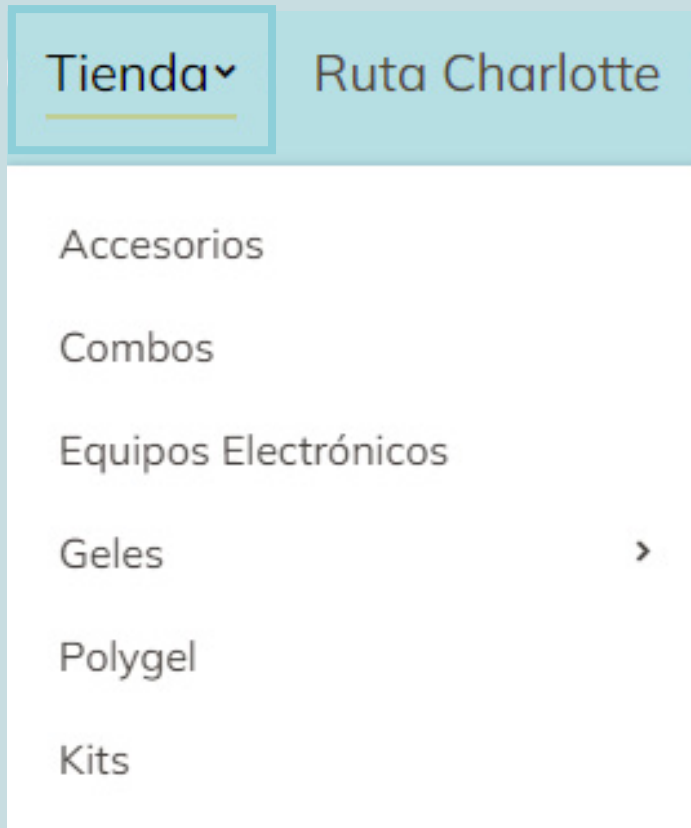 Tienda Ruta Charlotte
Accesorios
Combos
Equipos Electrónicos
Geles
Polygel
Kits